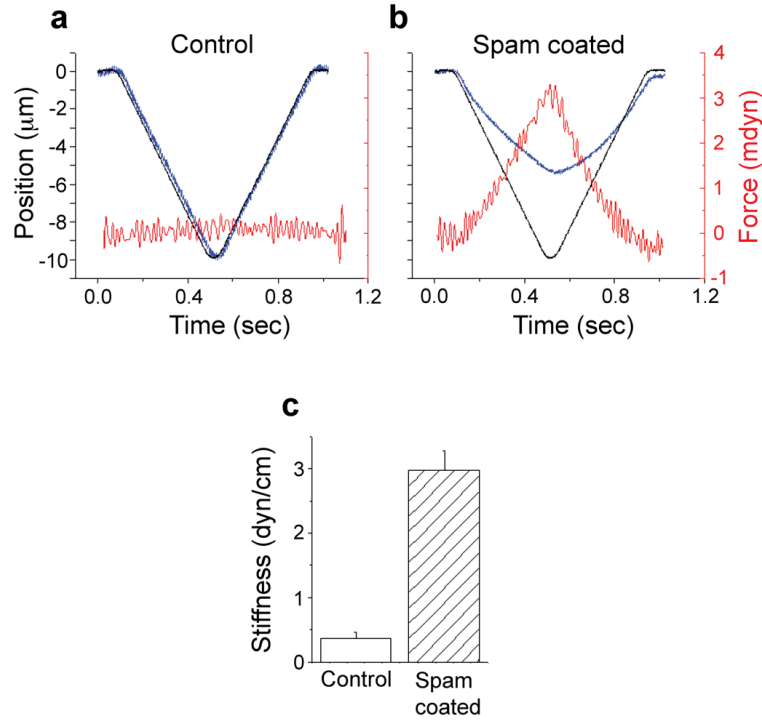 a
Control
b
Spam coated
Position (µm)
0
-2
-4
-6
-8
-10
0.0
0.4
0.8
1.2
Time (sec)
0.0
0.4
0.8
1.2
Time (sec)
4
3
2
1
0
-1
Force (mdyn)
c
Stiffness (dyn/cm)
3
2
1
0
Control
Spam
coated